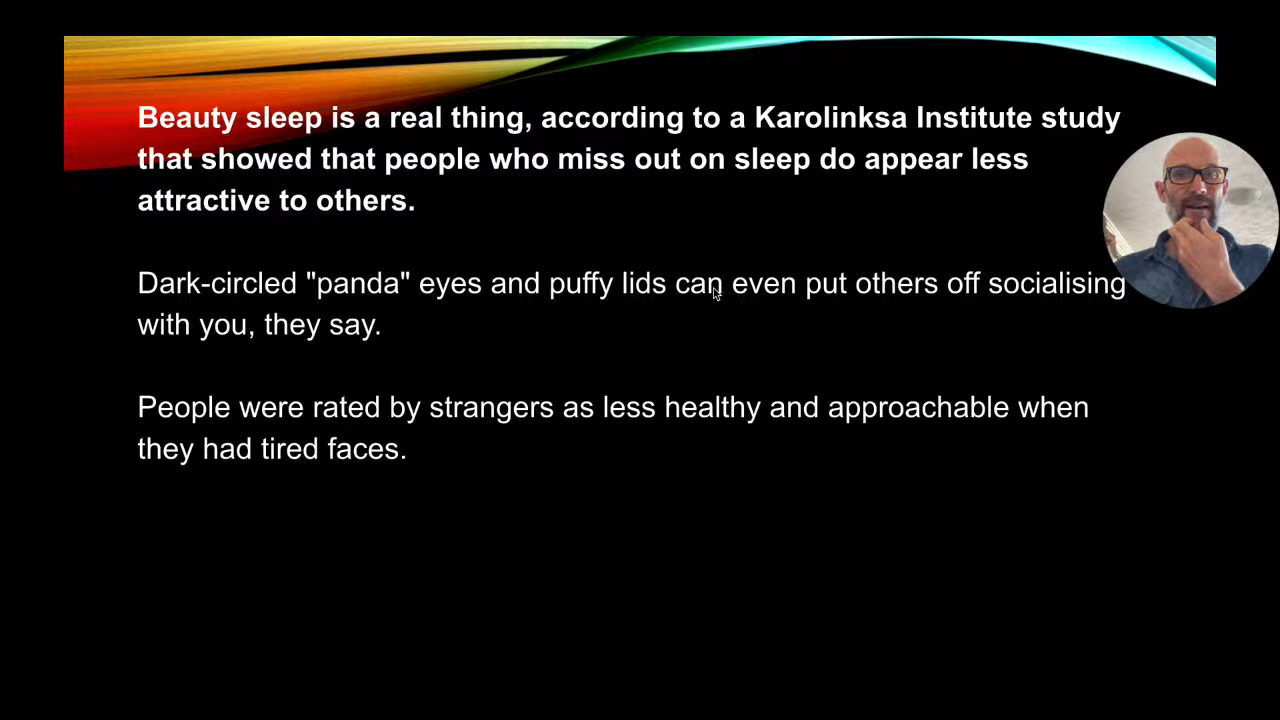 Beauty sleep is a real thing, according to a Karolinksa Institute study
that showed that people who miss out on sleep do appear less
attractive to others.
Dark-circled "panda" eyes and puffy lids can even put others off socialising
with you, they say.
People were rated by strangers as less healthy and approachable when
they had tired faces.